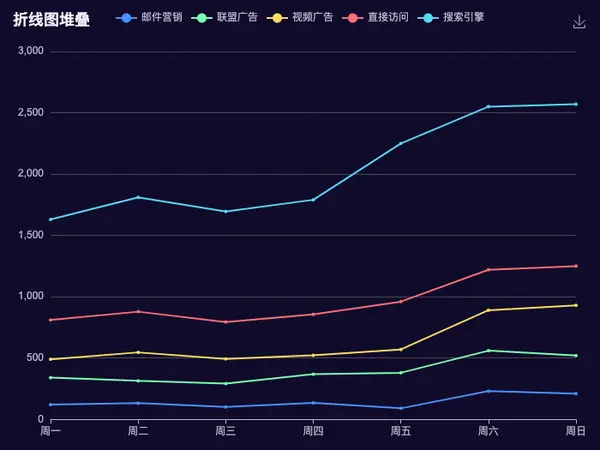 折线图堆叠
邮件营销 联盟广告 视频广告 直接访问 搜索引擎
3,000
2,500
2,000
1,500
1,000
500
0
周一 周二 周三 周四 周五 周六 周日